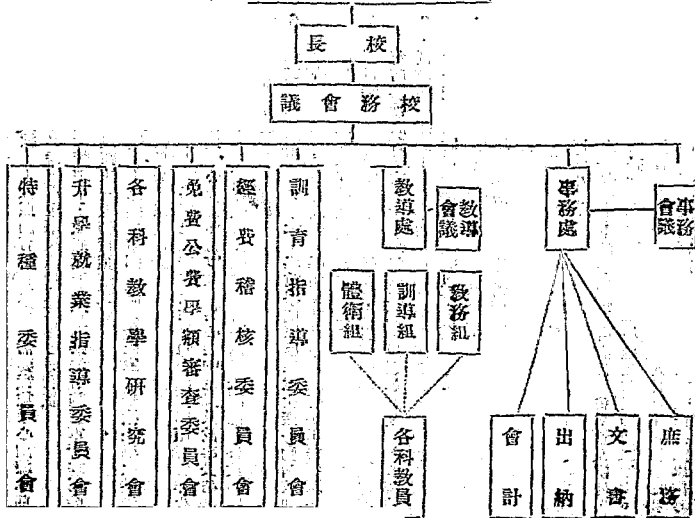 長校
議會務校
事務會議
事務處
教導會議
教導處
訓育指導委員會
經費稽核委員會
免費公費學額審查委員會
各科教學研究會
升學就業指導委員會
特種委員會
教務組
訓導組
體衛組
各科教員
庶務
文書
出納
會計